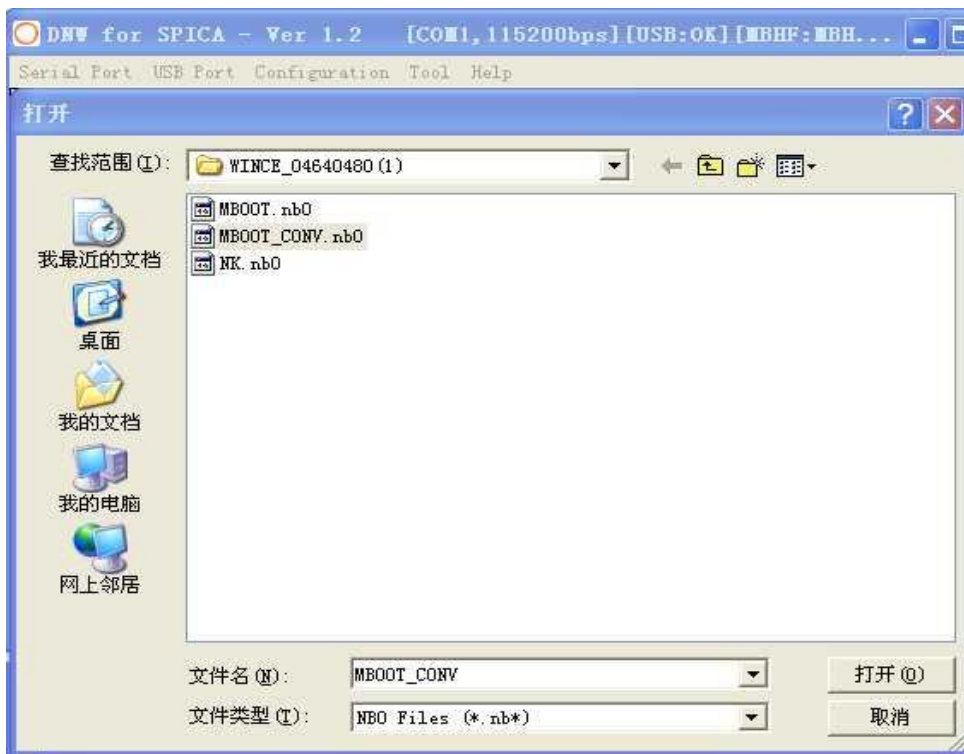 DNW for SPICA - Ver 1.2 [COM1,115200bps][USB:OK][MBHF:MBH...
Serial Port USB Port Configuration Tool Help
打开
查找范围(I): WINCE_04640480(1)
MBOOT.nb0
MBOOT_CONV.nb0
NK.nb0
我最近的文档
桌面
我的文档
我的电脑
网上邻居
文件名(N): MBOOT_CONV 打开(O)
文件类型(T): NBO Files (*.nb*) 取消